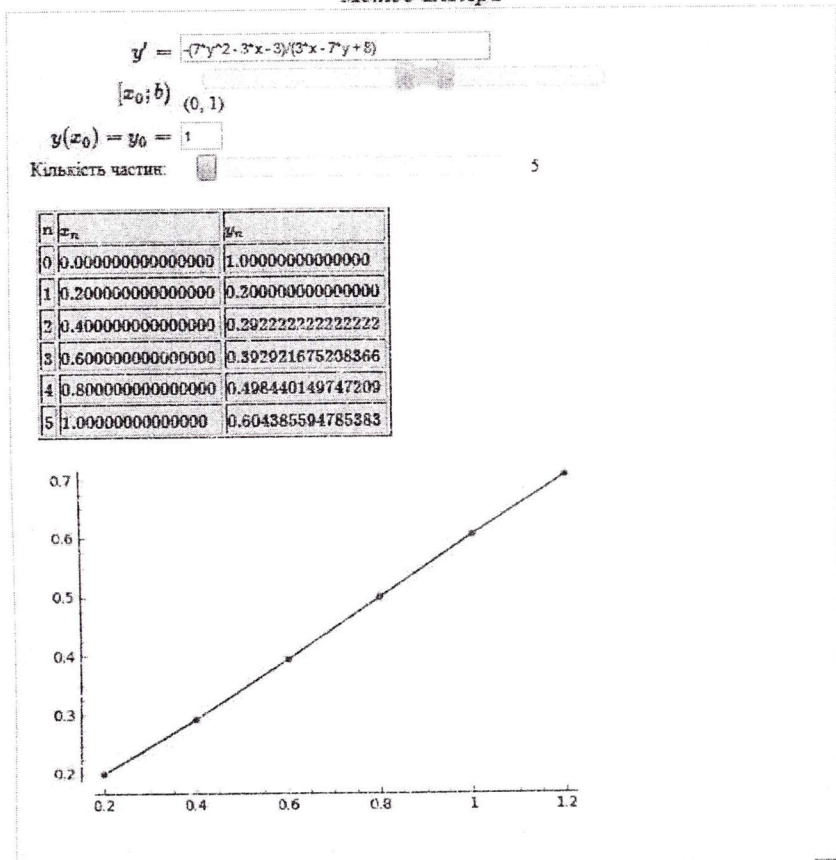 y' = -(7*y^2 - 3*x - 3)/(3*x - 7*y + 8)
[x₀; b) (0, 1)
y(x₀) = y₀ = 1
Кількість частин: 5
n xₙ yₙ
0 0.000000000000000 1.00000000000000
1 0.200000000000000 0.200000000000000
2 0.400000000000000 0.292222222222222
3 0.600000000000000 0.392921675208366
4 0.800000000000000 0.498440149747209
5 1.00000000000000 0.604385594785383
0.7
0.6
0.5
0.4
0.3
0.2
0.2 0.4 0.6 0.8 1 1.2